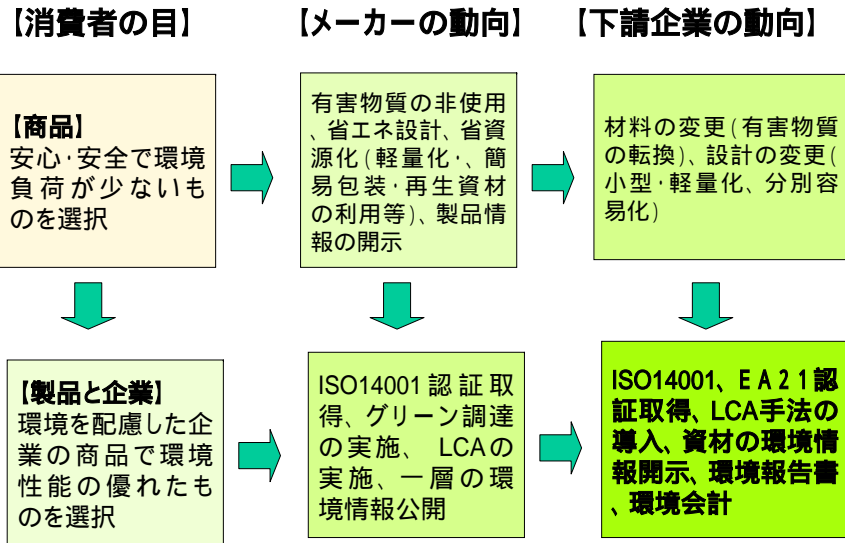 【消費者の目】
【メーカーの動向】
【下請企業の動向】
【商品】
安心・安全で環境
負荷が少ないも
のを選択
有害物質の非使用
、省エネ設計、省資
源化(軽量化・、簡
易包装・再生資材
の利用等)、製品情
報の開示
材料の変更(有害物質
の転換)、設計の変更(
小型・軽量化、分別容
易化)
【製品と企業】
環境を配慮した企
業の商品で環境
性能の優れたも
のを選択
ISO14001認証取
得、グリーン調達
の実施、 LCAの
実施、一層の環
境情報公開
ISO14001、ＥＡ２１認
証取得、LCA手法の
導入、資材の環境情
報開示、環境報告書
、環境会計